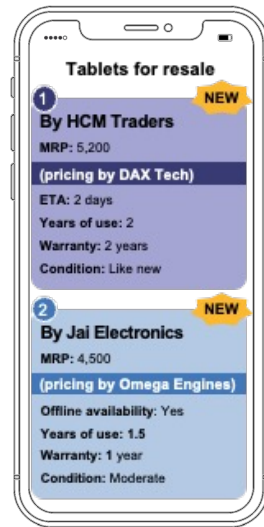 Tablets for resale
1
NEW
By HCM Traders
MRP: 5,200
(pricing by DAX Tech)
ETA: 2 days
Years of use: 2
Warranty: 2 years
Condition: Like new
2
NEW
By Jai Electronics
MRP: 4,500
(pricing by Omega Engines)
Offline availability: Yes
Years of use: 1.5
Warranty: 1 year
Condition: Moderate